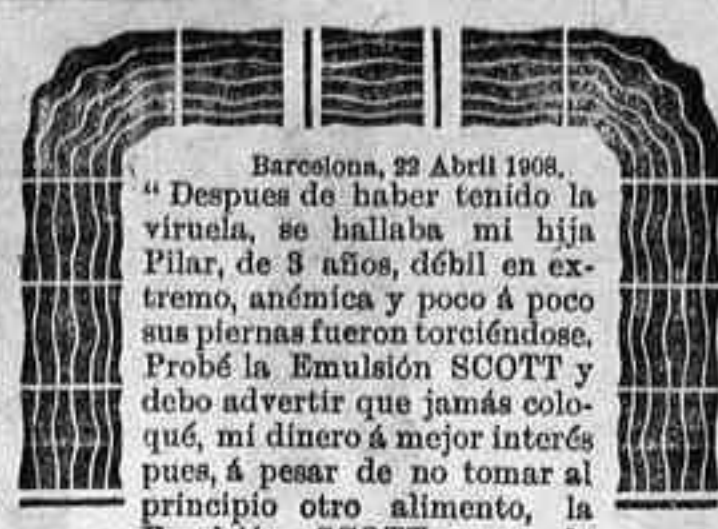 Barcelona, 22 Abril 1908.
“ Despues de haber tenido la
viruela, se hallaba mi hija
Pilar, de 3 años, débil en ex-
tremo, anémica y poco á poco
sus piernas fueron torciéndose.
Probé la Emulsión SCOTT y
debo advertir que jamás colo-
qué, mi dinero á mejor interés
pues, á pesar de no tomar al
principio otro alimento, la